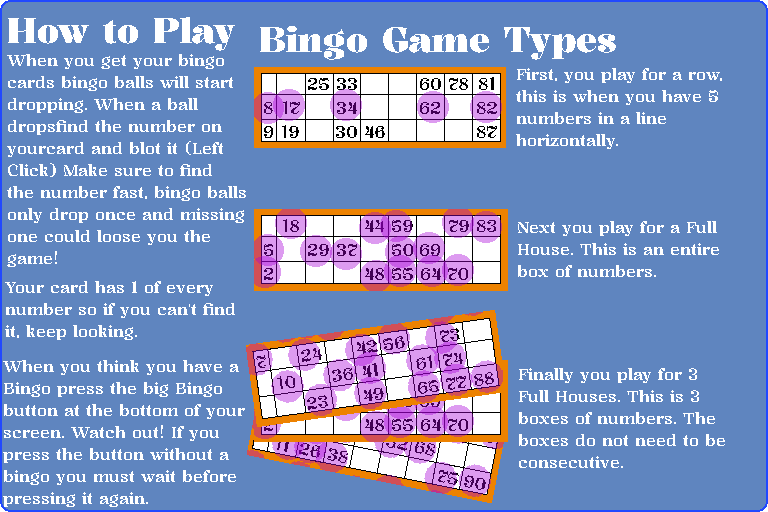 How to Play
When you get your bingo
cards bingo balls will start
dropping. When a ball
dropsfind the number on
yourcard and blot it (Left
Click) Make sure to find
the number fast, bingo balls
only drop once and missing
one could loose you the
game!
Your card has 1 of every
number so if you can't find
it, keep looking.
When you think you have a
Bingo press the big Bingo
button at the bottom of your
screen. Watch out! If you
press the button without a
bingo you must wait before
pressing it again.
Bingo Game Types
25 33 60 78 81
8 17 34 62 82
9 19 30 46 87
First, you play for a row,
this is when you have 5
numbers in a line
horizontally.
18 44 59 79 83
5 29 37 50 69
2 48 55 64 70
Next you play for a Full
House. This is an entire
box of numbers.
7 24 42 56 73
10 36 41 61 74
23 49 65 77 88
48 55 64 70
11 26 38 68
75 90
Finally you play for 3
Full Houses. This is 3
boxes of numbers. The
boxes do not need to be
consecutive.